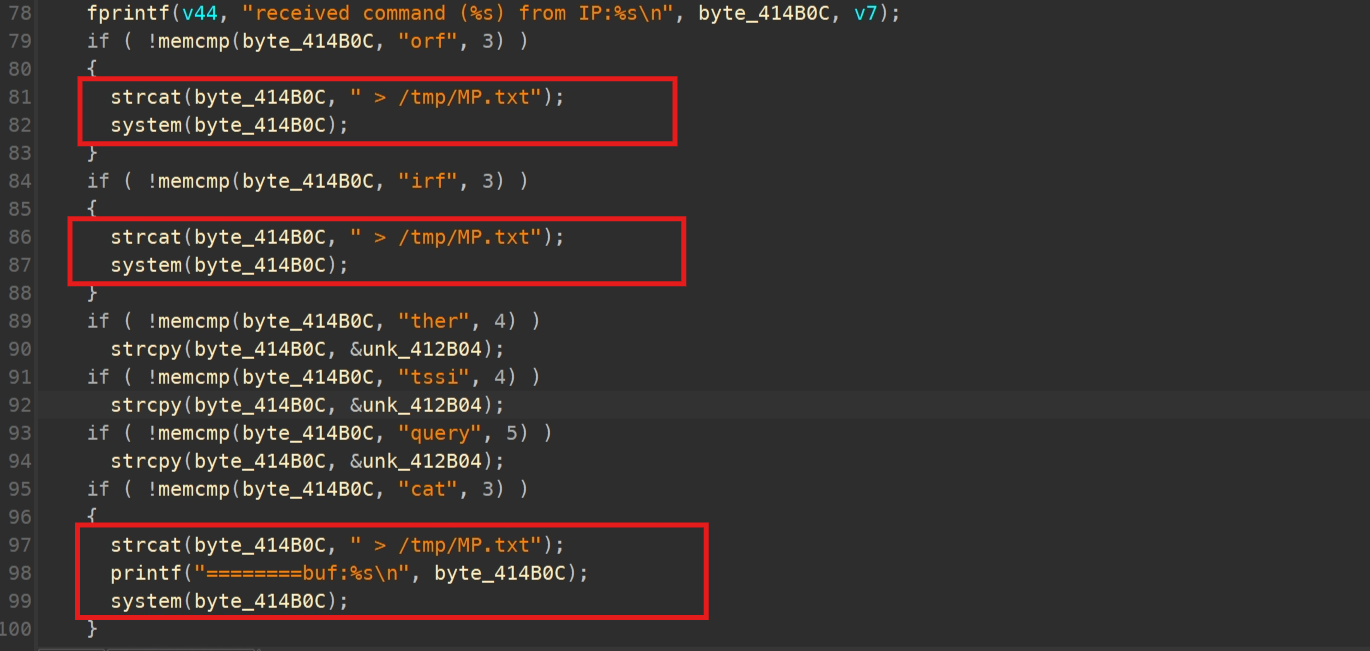 78 fprintf(v44, "received command (%s) from IP:%s\n", byte_414B0C, v7);
79 if ( !memcmp(byte_414B0C, "orf", 3) )
80 {
81 strcat(byte_414B0C, " > /tmp/MP.txt");
82 system(byte_414B0C);
83 }
84 if ( !memcmp(byte_414B0C, "irf", 3) )
85 {
86 strcat(byte_414B0C, " > /tmp/MP.txt");
87 system(byte_414B0C);
88 }
89 if ( !memcmp(byte_414B0C, "ther", 4) )
90 strcpy(byte_414B0C, &unk_412B04);
91 if ( !memcmp(byte_414B0C, "tssi", 4) )
92 strcpy(byte_414B0C, &unk_412B04);
93 if ( !memcmp(byte_414B0C, "query", 5) )
94 strcpy(byte_414B0C, &unk_412B04);
95 if ( !memcmp(byte_414B0C, "cat", 3) )
96 {
97 strcat(byte_414B0C, " > /tmp/MP.txt");
98 printf("========buf:%s\n", byte_414B0C);
99 system(byte_414B0C);
100 }